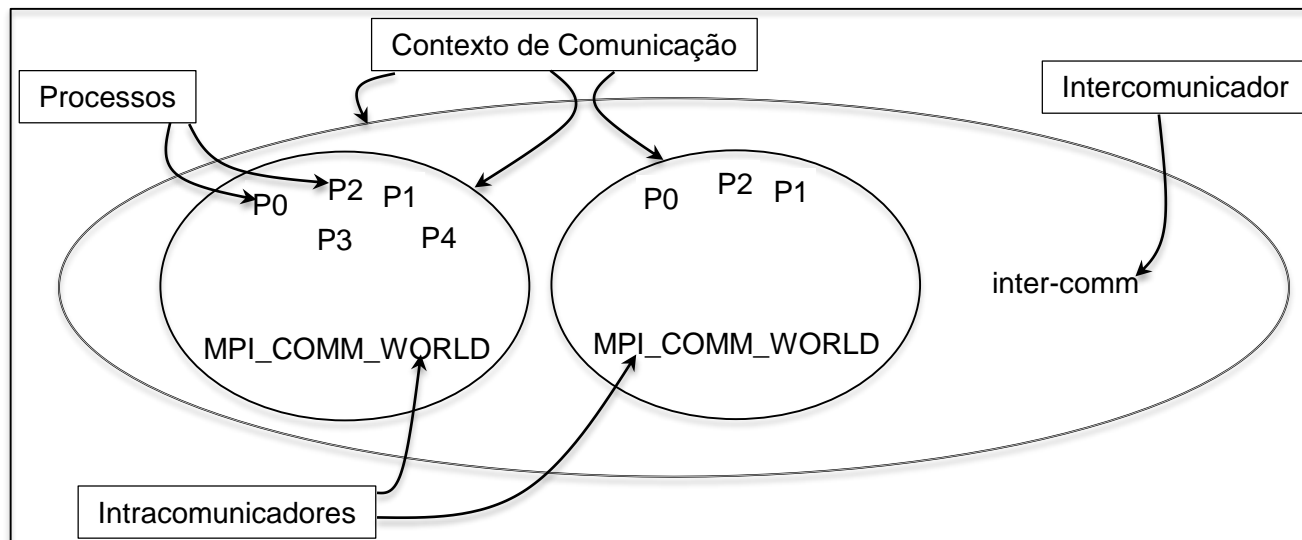 Contexto de Comunicação
Processos
Intercomunicador
P0
P2
P1
P3
P4
MPI_COMM_WORLD
P0
P2
P1
MPI_COMM_WORLD
inter-comm
Intracomunicadores